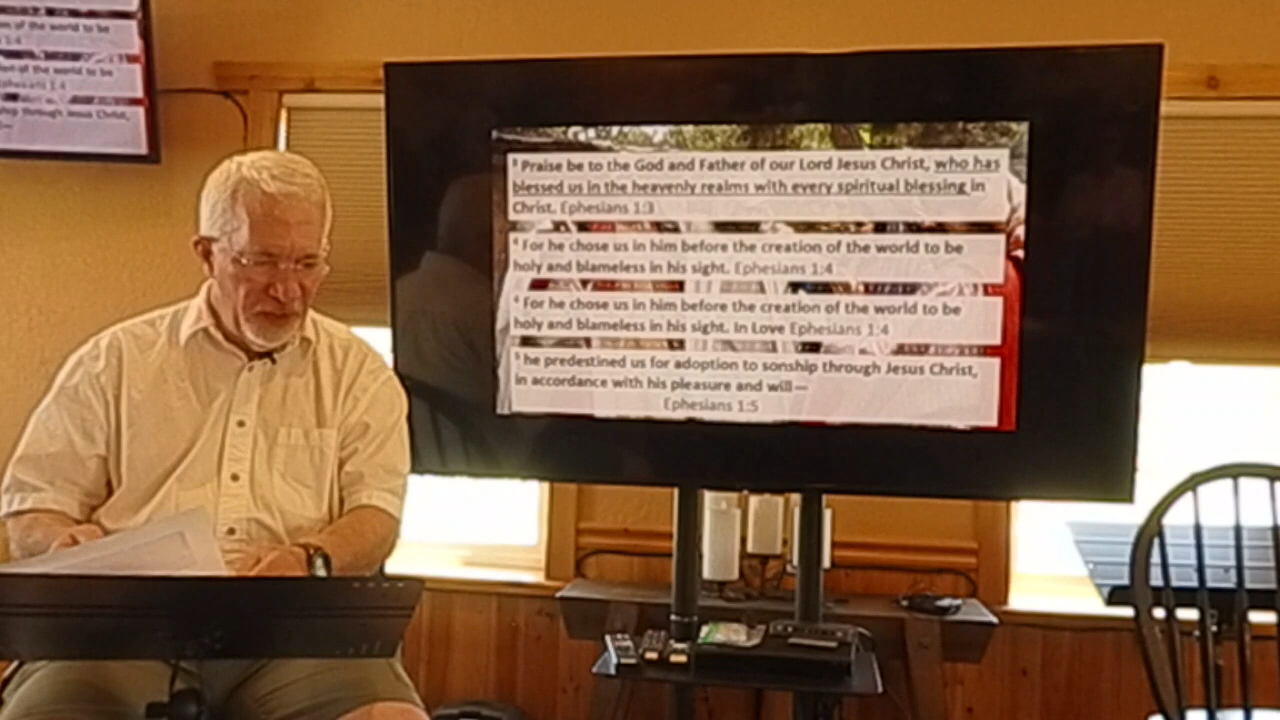 on of the world to be
1:4
tion of the world to be
Ephesians 1:4
ship through Jesus Christ,
3 Praise be to the God and Father of our Lord Jesus Christ, who has
blessed us in the heavenly realms with every spiritual blessing in
Christ. Ephesians 1:3
4 For he chose us in him before the creation of the world to be
holy and blameless in his sight. Ephesians 1:4
4 For he chose us in him before the creation of the world to be
holy and blameless in his sight. In Love Ephesians 1:4
5 he predestined us for adoption to sonship through Jesus Christ,
in accordance with his pleasure and will—
Ephesians 1:5